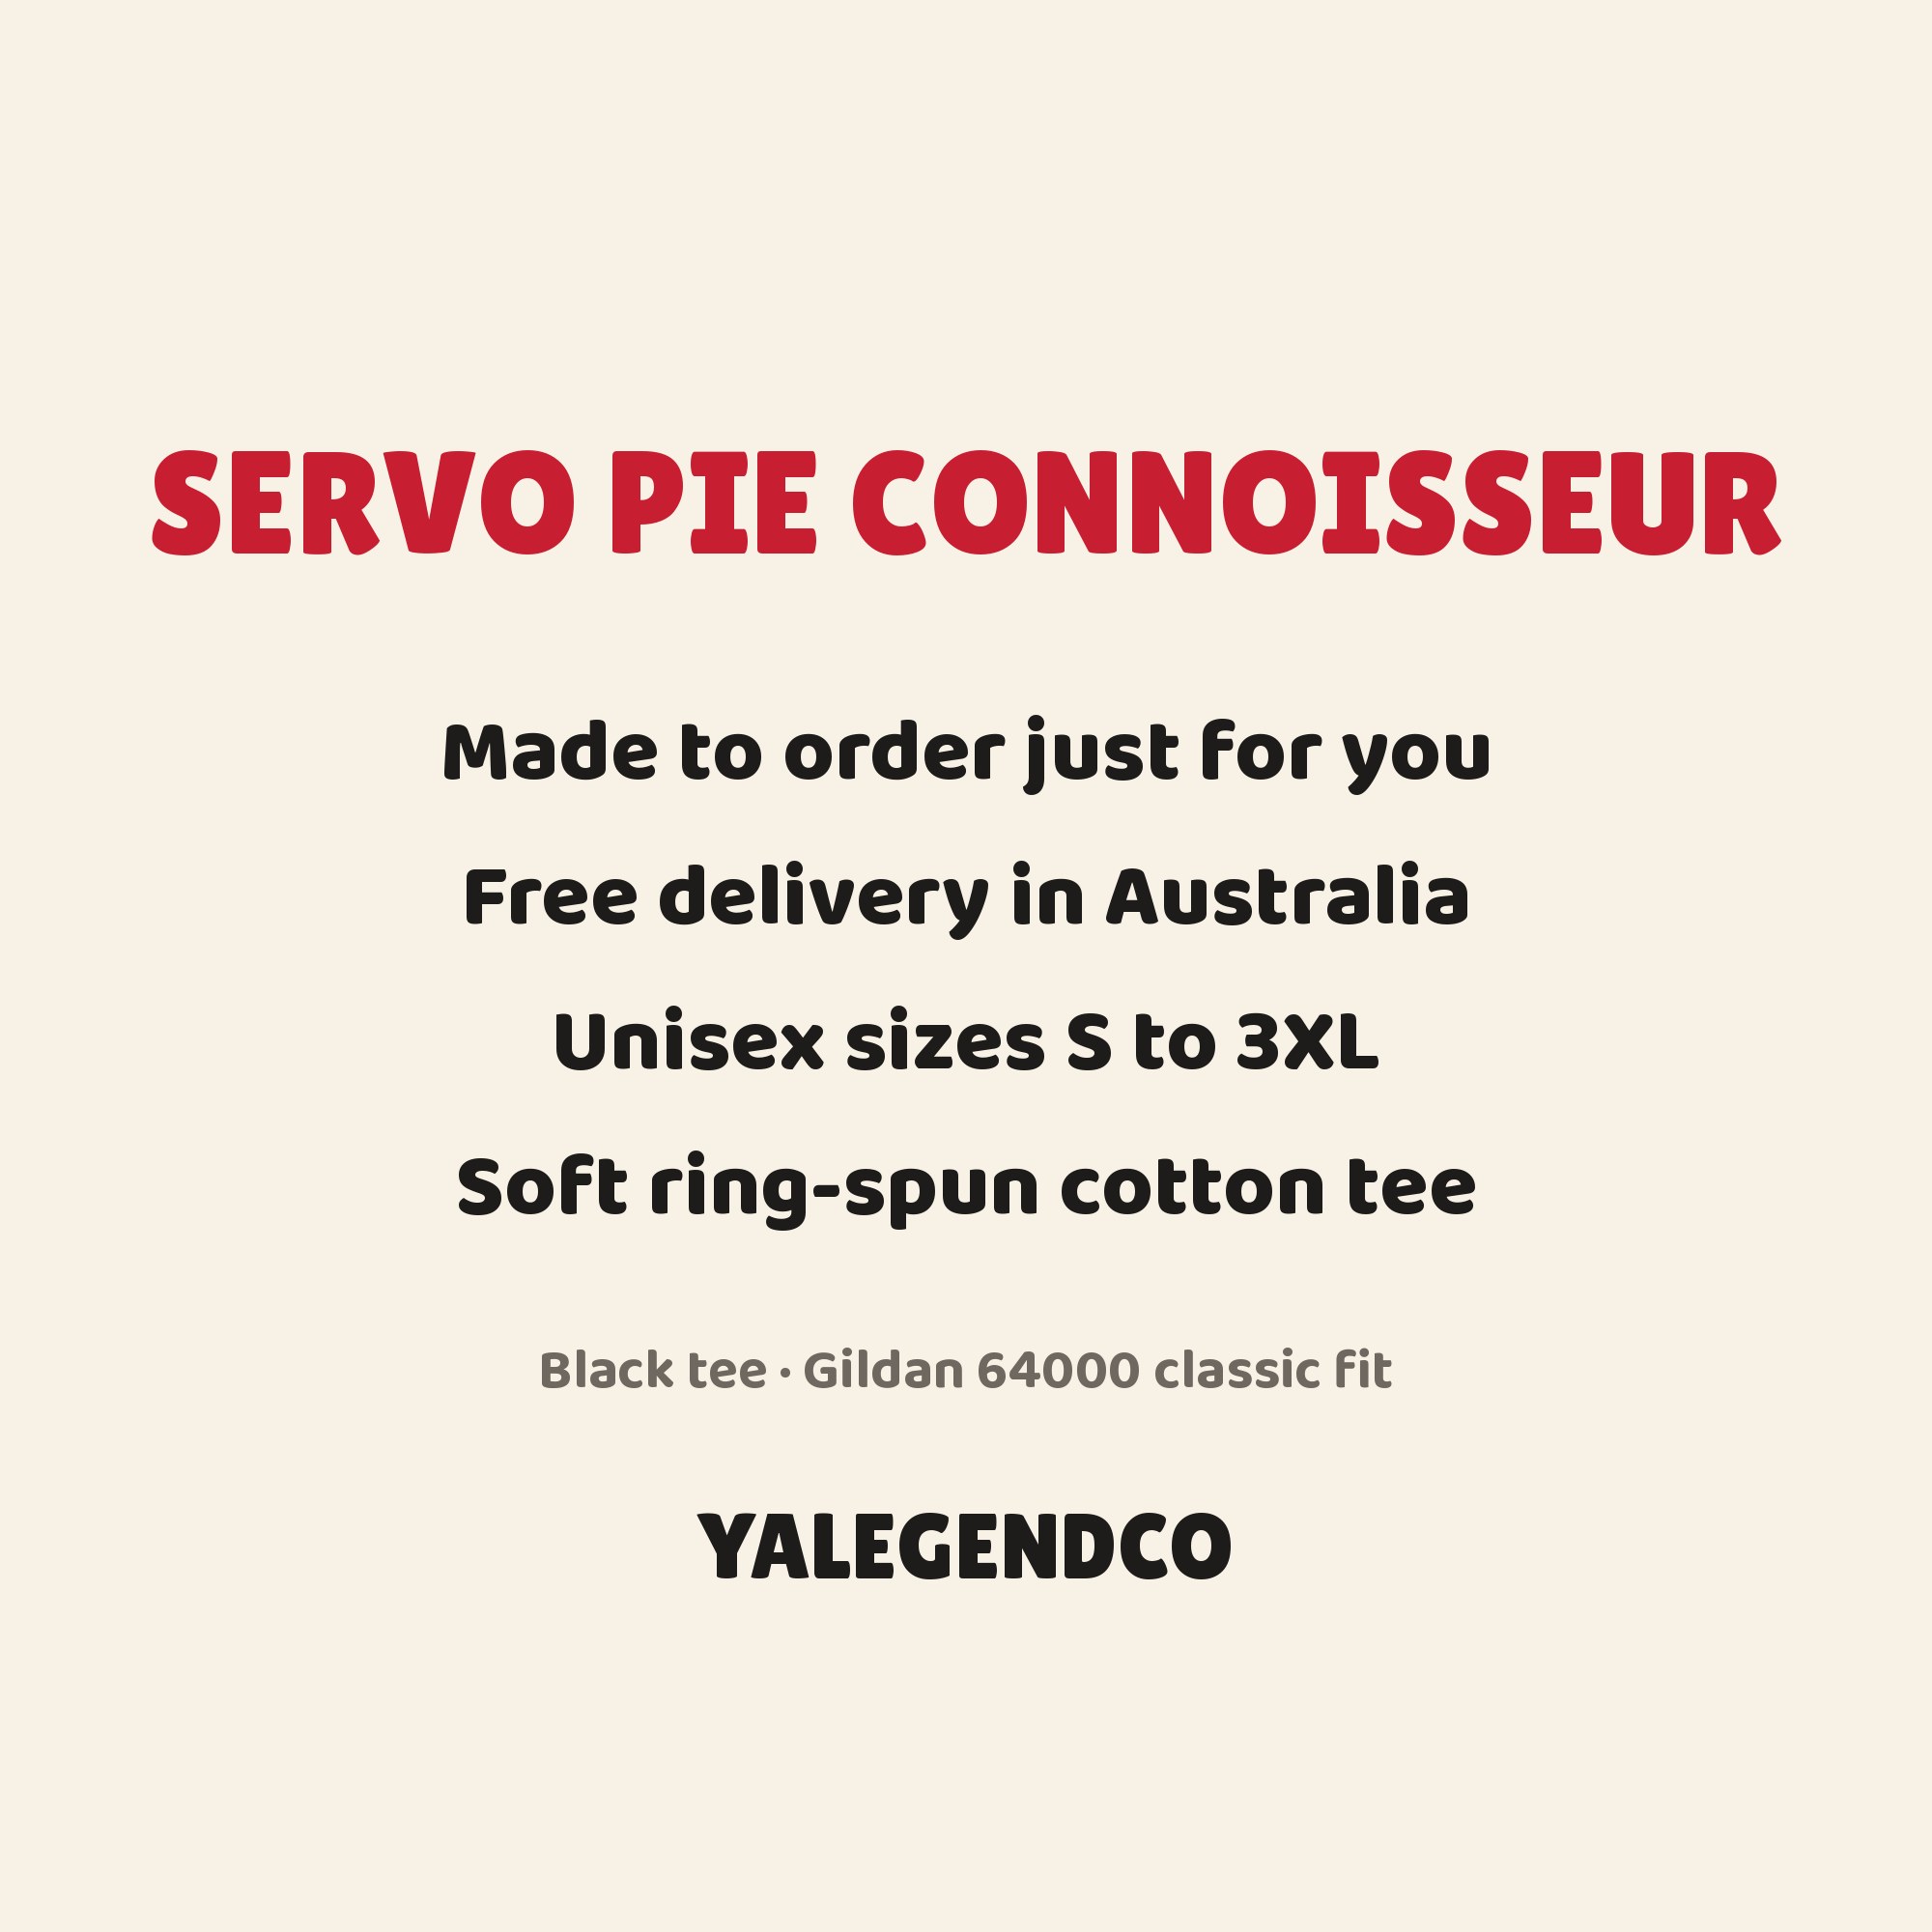 SERVO PIE CONNOISSEUR
Made to order just for you
Free delivery in Australia
Unisex sizes S to 3XL
Soft ring-spun cotton tee
Black tee • Gildan 64000 classic fit
YALEGENDCO